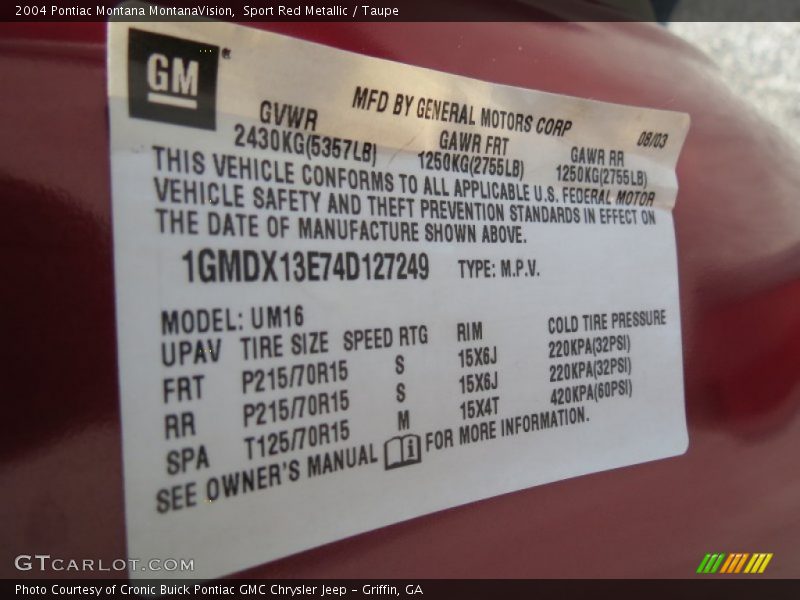 2004 Pontiac Montana MontanaVision, Sport Red Metallic / Taupe
GM®
MFD BY GENERAL MOTORS CORP 08/03
GVWR GAWR FRT GAWR RR
2430KG(5357LB) 1250KG(2755LB) 1250KG(2755LB)
THIS VEHICLE CONFORMS TO ALL APPLICABLE U.S. FEDERAL MOTOR
VEHICLE SAFETY AND THEFT PREVENTION STANDARDS IN EFFECT ON
THE DATE OF MANUFACTURE SHOWN ABOVE.
1GMDX13E74D127249 TYPE: M.P.V.
MODEL: UM16
UPAV TIRE SIZE SPEED RTG RIM COLD TIRE PRESSURE
FRT P215/70R15 S 15X6J 220KPA(32PSI)
RR P215/70R15 S 15X6J 220KPA(32PSI)
SPA T125/70R15 M 15X4T 420KPA(60PSI)
SEE OWNER'S MANUAL i FOR MORE INFORMATION.
GTCARLOT.COM
Photo Courtesy of Cronic Buick Pontiac GMC Chrysler Jeep - Griffin, GA